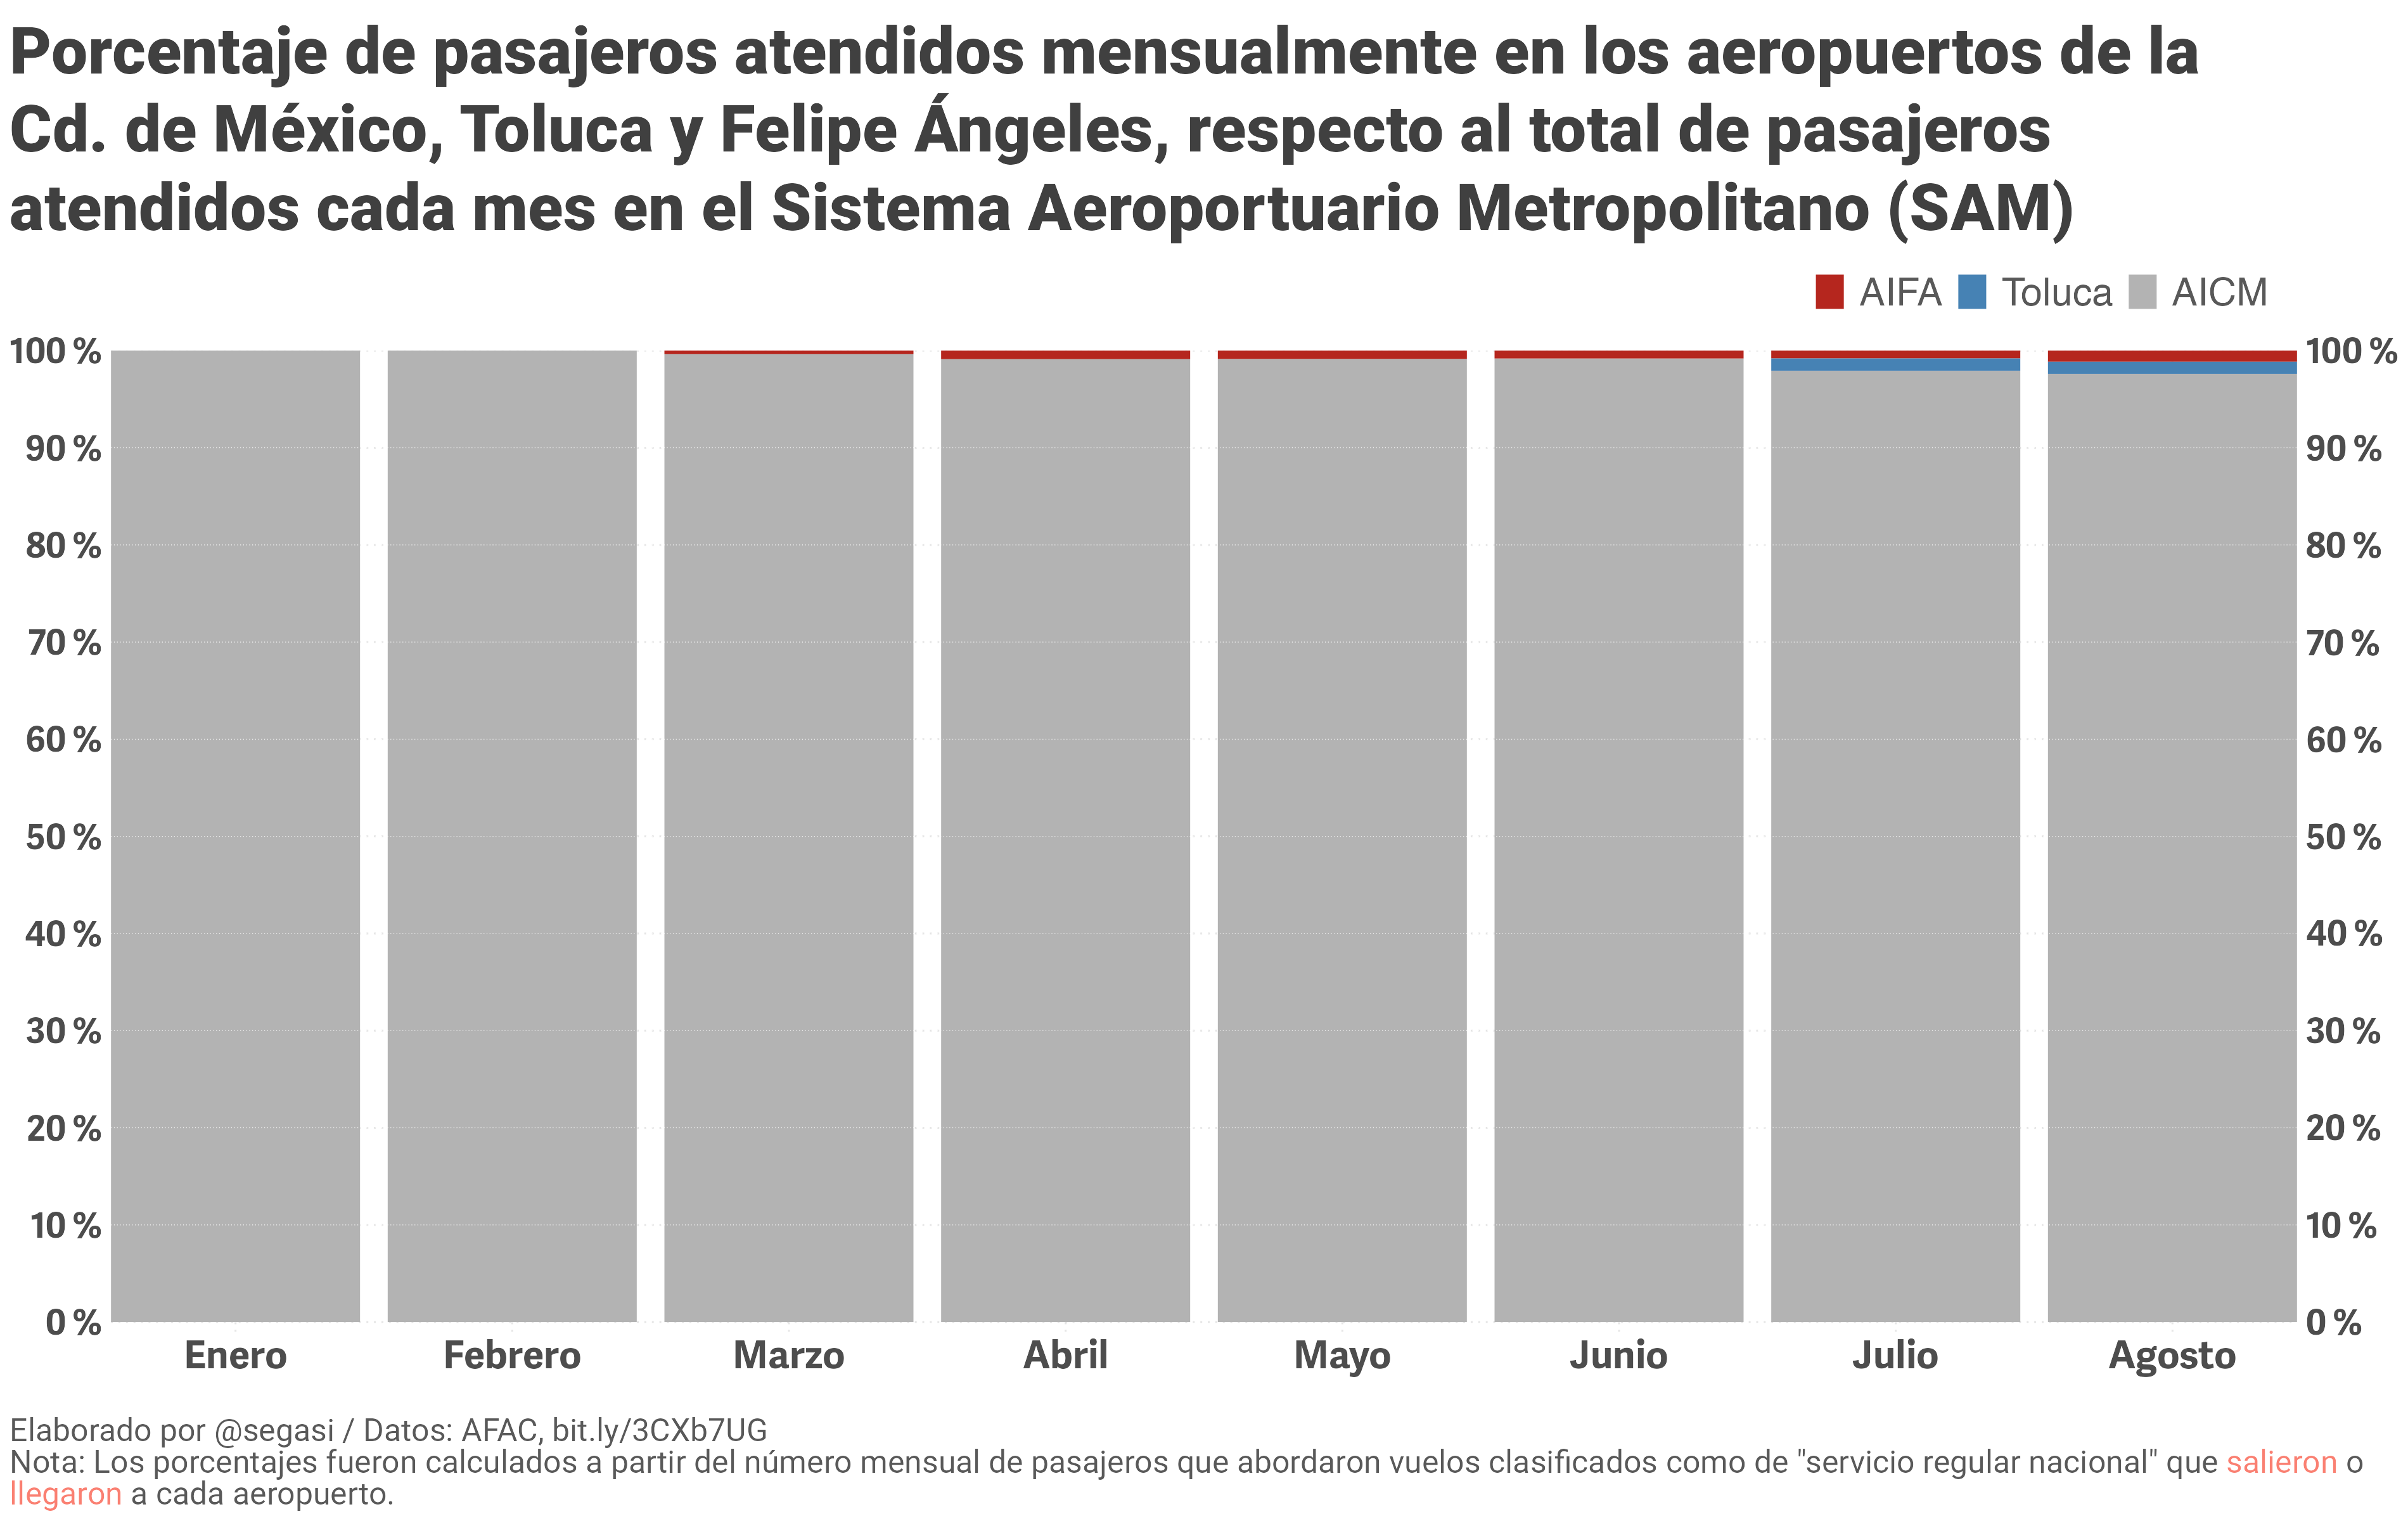 Porcentaje de pasajeros atendidos mensualmente en los aeropuertos de la
Cd. de México, Toluca y Felipe Ángeles, respecto al total de pasajeros
atendidos cada mes en el Sistema Aeroportuario Metropolitano (SAM)
AIFA Toluca AICM
100 % 100 %
90 % 90 %
80 % 80 %
70 % 70 %
60 % 60 %
50 % 50 %
40 % 40 %
30 % 30 %
20 % 20 %
10 % 10 %
0 % 0 %
Enero Febrero Marzo Abril Mayo Junio Julio Agosto
Elaborado por @segasi / Datos: AFAC, bit.ly/3CXb7UG
Nota: Los porcentajes fueron calculados a partir del número mensual de pasajeros que abordaron vuelos clasificados como de "servicio regular nacional" que salieron o
llegaron a cada aeropuerto.